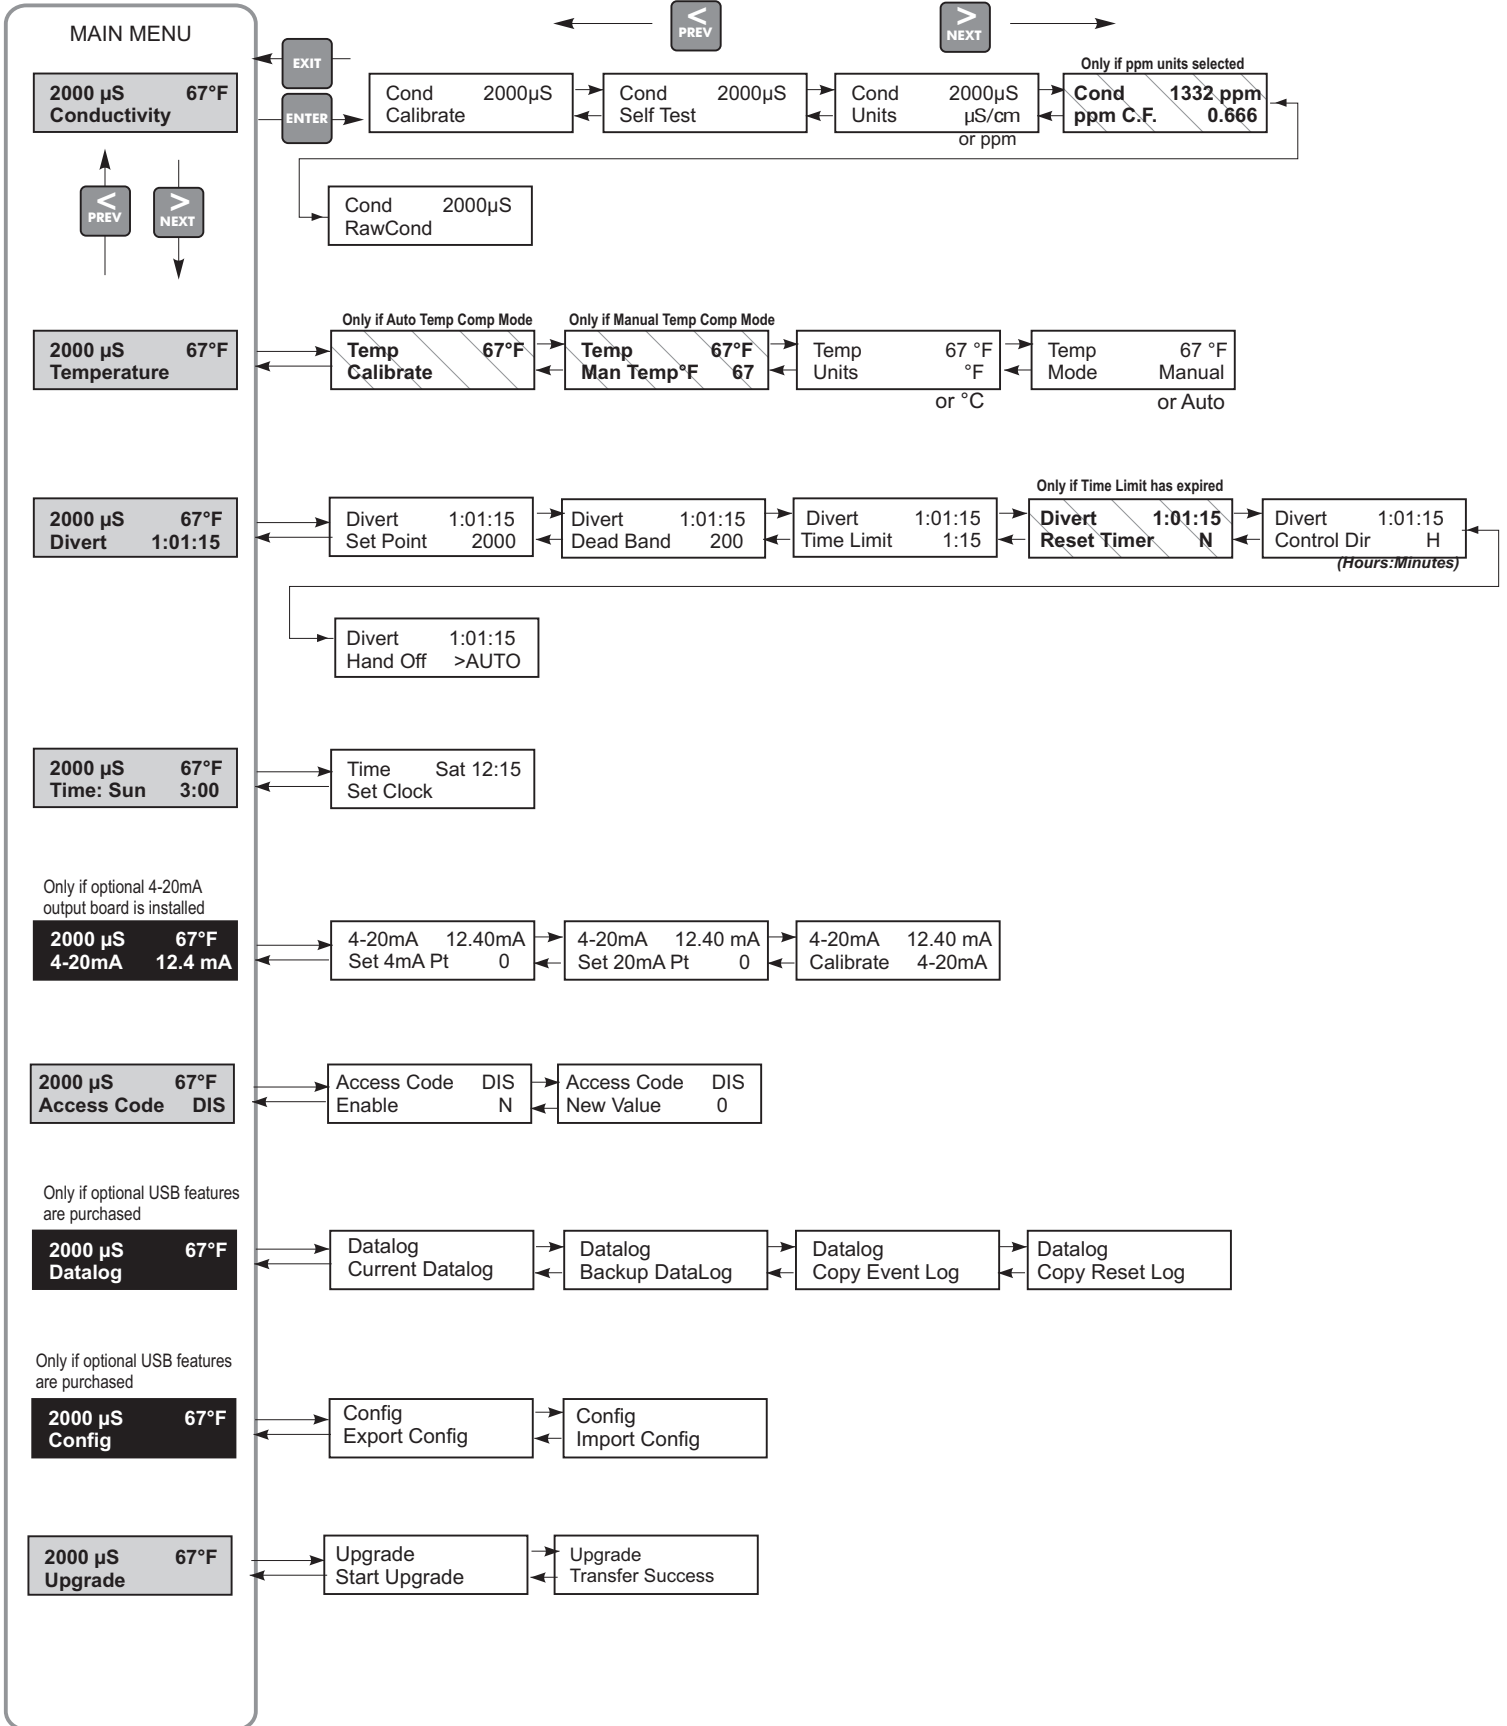 MAIN MENU
<
PREV
>
NEXT
EXIT
ENTER
2000 µS 67°F
Conductivity
Cond 2000µS
Calibrate
Cond 2000µS
Self Test
Cond 2000µS
Units µS/cm
or ppm
Only if ppm units selected
Cond 1332 ppm
ppm C.F. 0.666
Cond 2000µS
RawCond
<
PREV
>
NEXT
2000 µS 67°F
Temperature
Only if Auto Temp Comp Mode
Temp 67°F
Calibrate
Only if Manual Temp Comp Mode
Temp 67°F
Man Temp°F 67
Temp 67 °F
Units °F
or °C
Temp 67 °F
Mode Manual
or Auto
2000 µS 67°F
Divert 1:01:15
Divert 1:01:15
Set Point 2000
Divert 1:01:15
Dead Band 200
Divert 1:01:15
Time Limit 1:15
Only if Time Limit has expired
Divert 1:01:15
Reset Timer N
Divert 1:01:15
Control Dir H
(Hours:Minutes)
Divert 1:01:15
Hand Off >AUTO
2000 µS 67°F
Time: Sun 3:00
Time Sat 12:15
Set Clock
Only if optional 4-20mA
output board is installed
2000 µS 67°F
4-20mA 12.4 mA
4-20mA 12.40mA
Set 4mA Pt 0
4-20mA 12.40 mA
Set 20mA Pt 0
4-20mA 12.40 mA
Calibrate 4-20mA
2000 µS 67°F
Access Code DIS
Access Code DIS
Enable N
Access Code DIS
New Value 0
Only if optional USB features
are purchased
2000 µS 67°F
Datalog
Datalog
Current Datalog
Datalog
Backup DataLog
Datalog
Copy Event Log
Datalog
Copy Reset Log
Only if optional USB features
are purchased
2000 µS 67°F
Config
Config
Export Config
Config
Import Config
2000 µS 67°F
Upgrade
Upgrade
Start Upgrade
Upgrade
Transfer Success